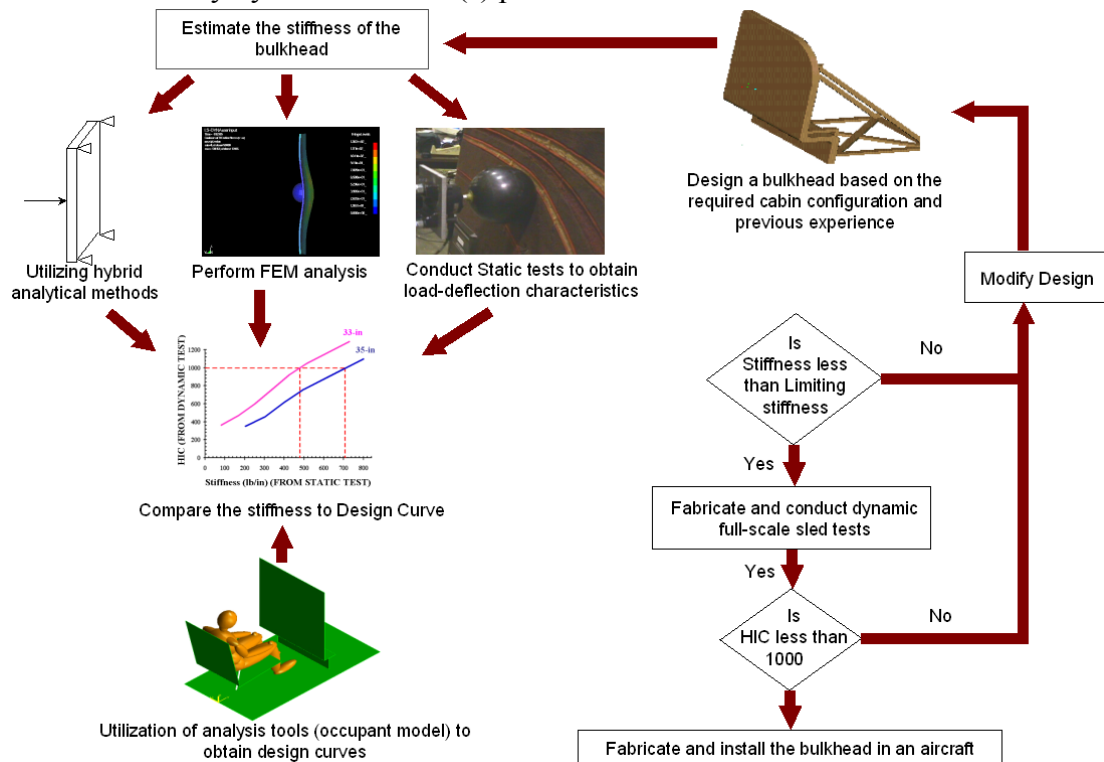 Estimate the stiffness of the
bulkhead
Utilizing hybrid
analytical methods
Perform FEM analysis
Conduct Static tests to obtain
load-deflection characteristics
Design a bulkhead based on the
required cabin configuration and
previous experience
Modify Design
33-in
35-in
HIC (FROM DYNAMIC TEST)
1200
1000
800
600
400
200
0
0 100 200 300 400 500 600 700 800
Stiffness (lb/in) (FROM STATIC TEST)
Compare the stiffness to Design Curve
Utilization of analysis tools (occupant model) to
obtain design curves
Is
Stiffness less
than Limiting
stiffness
No
Yes
Fabricate and conduct dynamic
full-scale sled tests
Yes
Is
HIC less than
1000
No
Fabricate and install the bulkhead in an aircraft